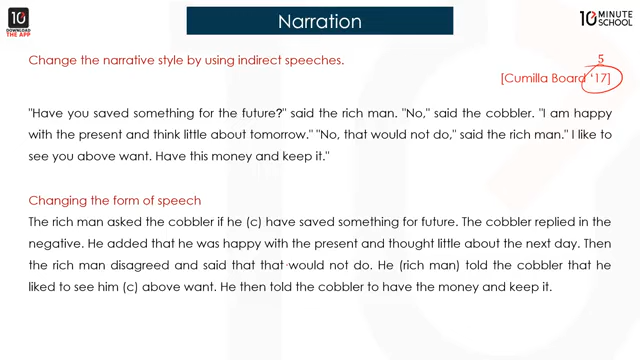 10
DOWNLOAD
THE APP
Narration
10 MINUTE
SCHOOL
Change the narrative style by using indirect speeches.
5
[Cumilla Board ‘17]
"Have you saved something for the future?" said the rich man. "No," said the cobbler. "I am happy
with the present and think little about tomorrow." "No, that would not do," said the rich man." I like to
see you above want. Have this money and keep it."
Changing the form of speech
The rich man asked the cobbler if he (c) have saved something for future. The cobbler replied in the
negative. He added that he was happy with the present and thought little about the next day. Then
the rich man disagreed and said that that would not do. He (rich man) told the cobbler that he
liked to see him (c) above want. He then told the cobbler to have the money and keep it.